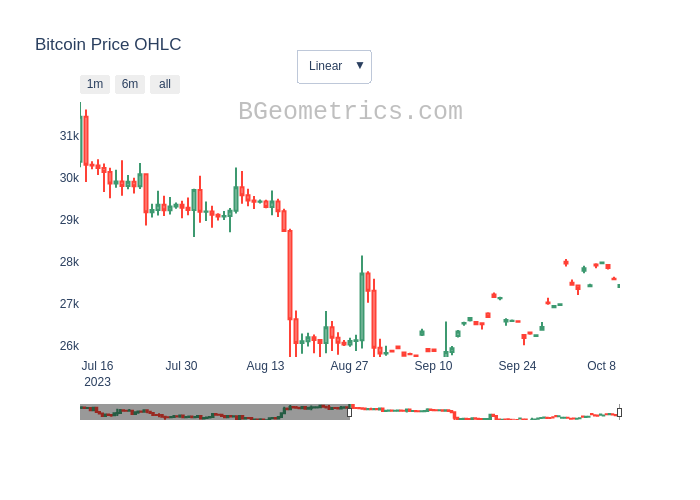 Bitcoin Price OHLC
Linear ▼
1m 6m all
BGeometrics.com
31k
30k
29k
28k
27k
26k
Jul 16 Jul 30 Aug 13 Aug 27 Sep 10 Sep 24 Oct 8
2023